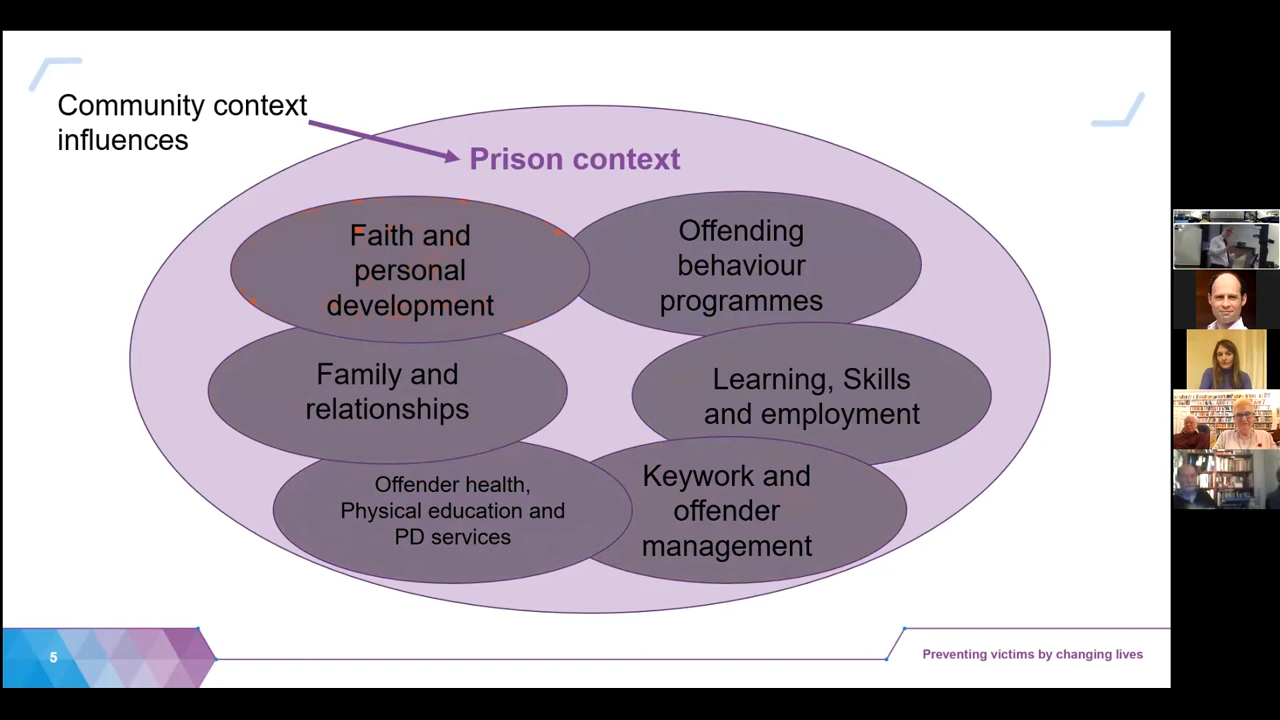 Community context
influences
Prison context
Faith and
personal
development
Offending
behaviour
programmes
Family and
relationships
Learning, Skills
and employment
Offender health,
Physical education and
PD services
Keywork and
offender
management
5
Preventing victims by changing lives